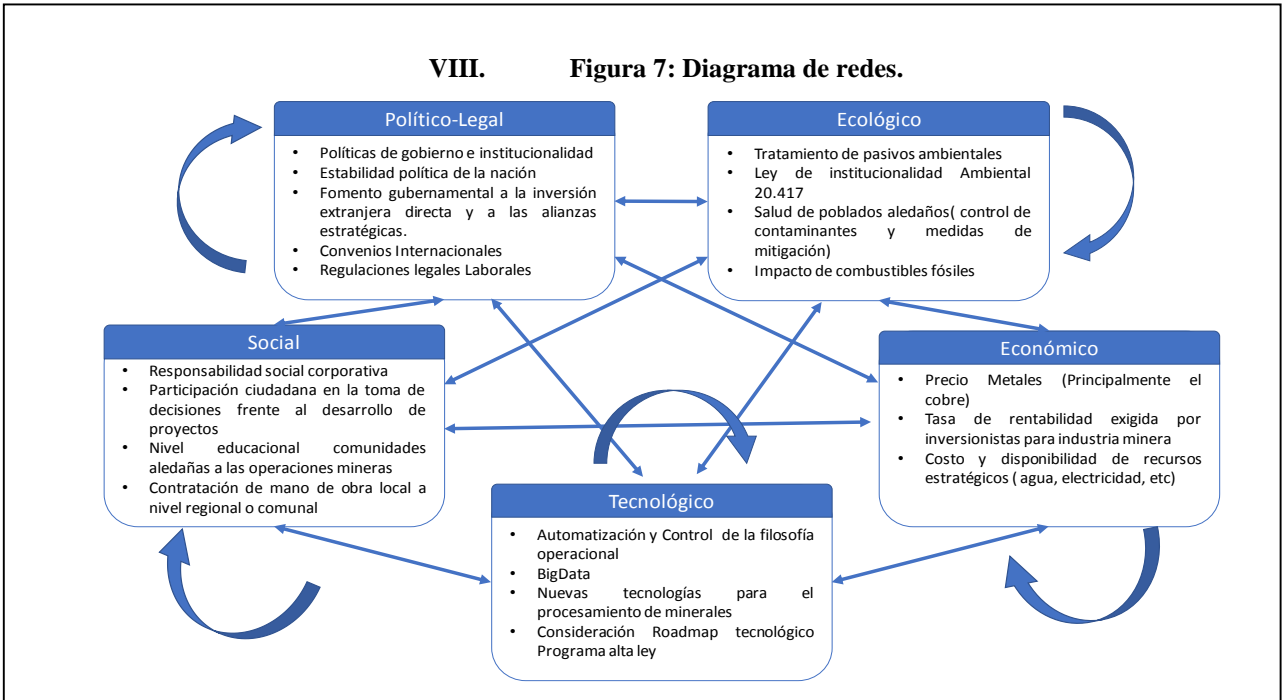 VIII. Figura 7: Diagrama de redes.
Político-Legal
• Políticas de gobierno e institucionalidad
• Estabilidad política de la nación
• Fomento gubernamental a la inversión
extranjera directa y a las alianzas
estratégicas.
• Convenios Internacionales
• Regulaciones legales Laborales
Ecológico
• Tratamiento de pasivos ambientales
• Ley de institucionalidad Ambiental
20.417
• Salud de poblados aledaños( control de
contaminantes y medidas de
mitigación)
• Impacto de combustibles fósiles
Social
• Responsabilidad social corporativa
• Participación ciudadana en la toma de
decisiones frente al desarrollo de
proyectos
• Nivel educacional comunidades
aledañas a las operaciones mineras
• Contratación de mano de obra local a
nivel regional o comunal
Económico
• Precio Metales (Principalmente el
cobre)
• Tasa de rentabilidad exigida por
inversionistas para industria minera
• Costo y disponibilidad de recursos
estratégicos ( agua, electricidad, etc)
Tecnológico
• Automatización y Control de la filosofía
operacional
• BigData
• Nuevas tecnologías para el
procesamiento de minerales
• Consideración Roadmap tecnológico
Programa alta ley